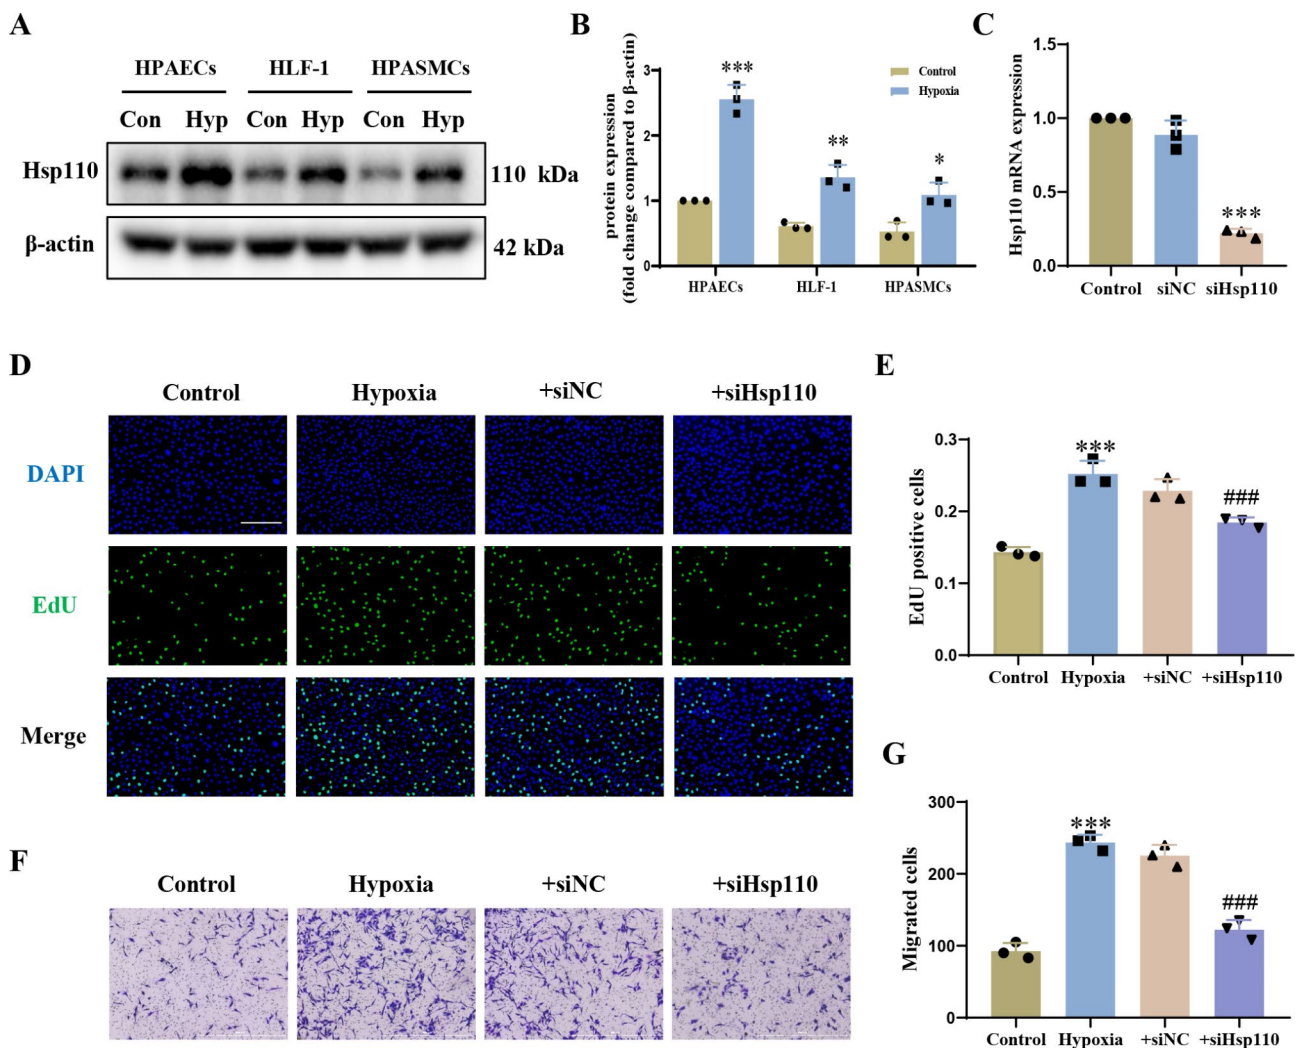 A
HPAECs HLF-1 HPASMCs
Con Hyp Con Hyp Con Hyp
Hsp110 110 kDa
β-actin 42 kDa
B
protein expression
(fold change compared to β-actin)
3
2
1
0
*** ** *
Control
Hypoxia
HPAECs HLF-1 HPASMCs
C
Hsp110 mRNA expression
1.5
1.0
0.5
0.0
***
Control siNC siHsp110
D
Control Hypoxia +siNC +siHsp110
DAPI
EdU
Merge
E
EdU positive cells
0.3
0.2
0.1
0.0
*** ###
Control Hypoxia +siNC +siHsp110
F
Control Hypoxia +siNC +siHsp110
G
Migrated cells
300
200
100
0
*** ###
Control Hypoxia +siNC +siHsp110